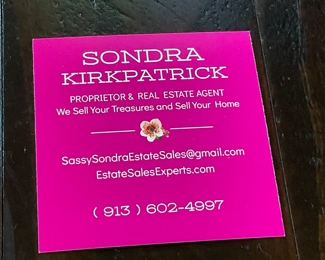 SONDRA
KIRKPATRICK
PROPRIETOR & REAL ESTATE AGENT
We Sell Your Treasures and Sell Your Home
SassySondraEstateSales@gmail.com
EstateSalesExperts.com
( 913 ) 602-4997